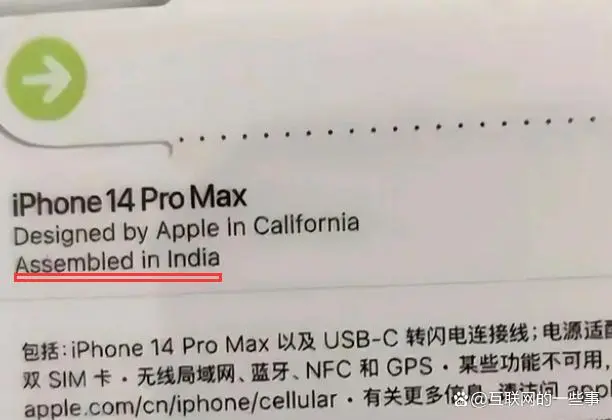 iPhone 14 Pro Max
Designed by Apple in California
Assembled in India
包括：iPhone 14 Pro Max 以及 USB-C 转闪电连接线；电源适配
双 SIM 卡・无线局域网、蓝牙、NFC 和 GPS・某些功能不可用，
apple.com/cn/iphone/cellular・有关更多信息，请访问 appl
@互联网的一些事